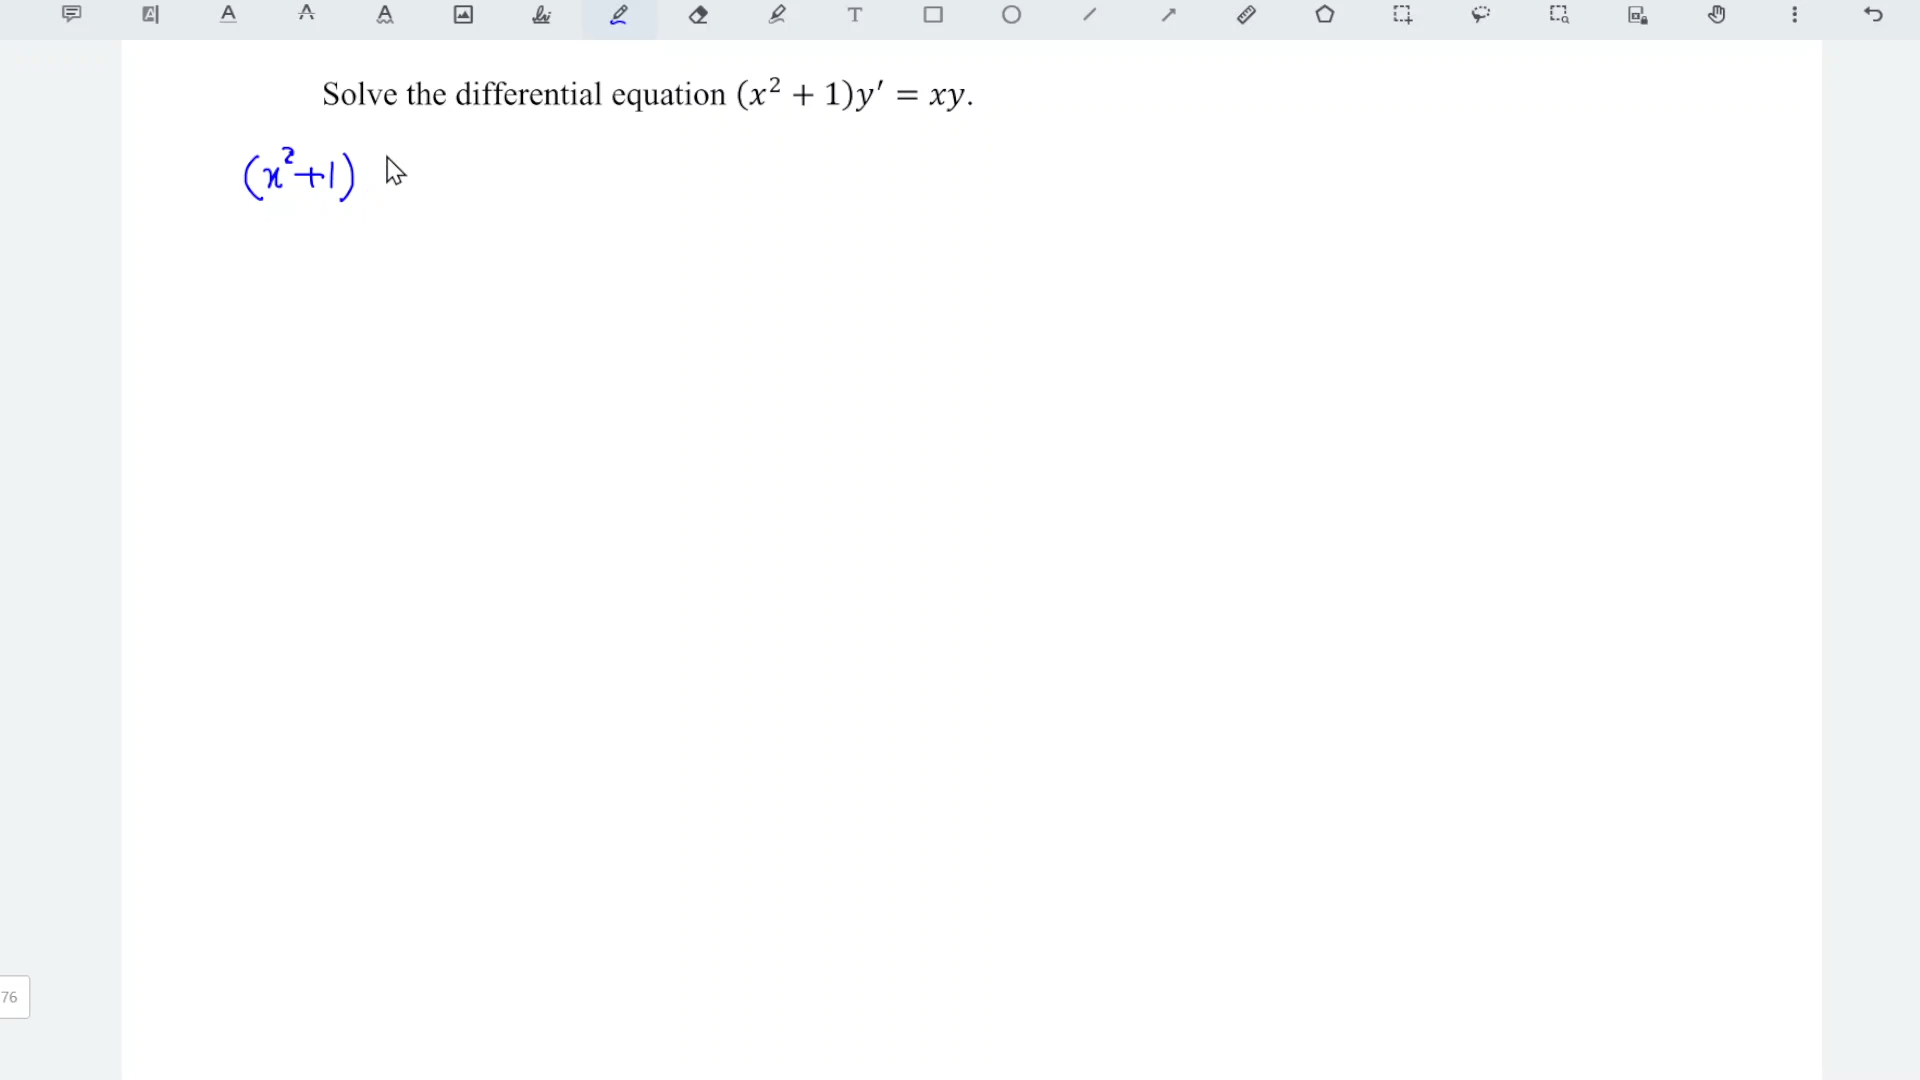 Solve the differential equation (x² + 1)y′ = xy.
(x²+1)
76